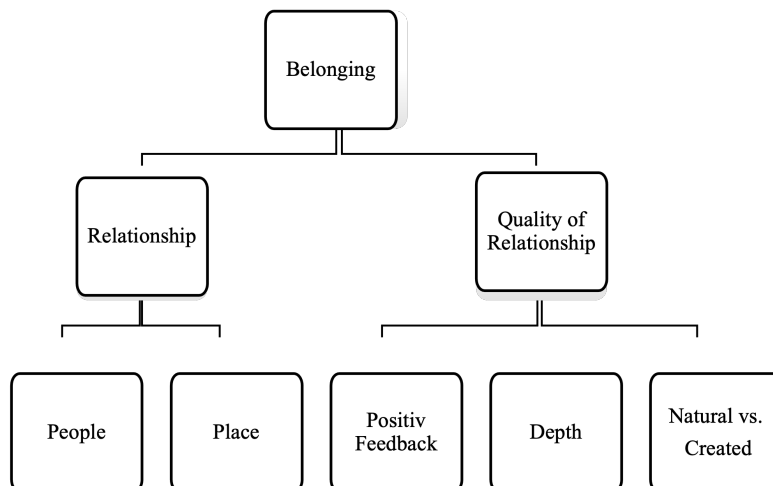 Belonging
Relationship
Quality of
Relationship
People
Place
Positiv
Feedback
Depth
Natural vs.
Created